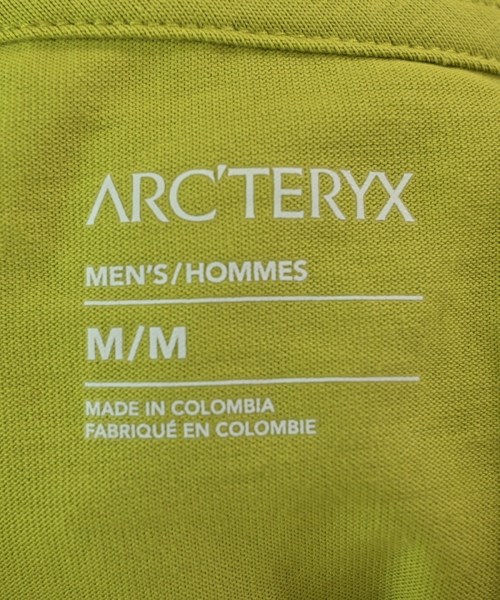 ARC'TERYX
MEN'S/HOMMES
M/M
MADE IN COLOMBIA
FABRIQUÉ EN COLOMBIE